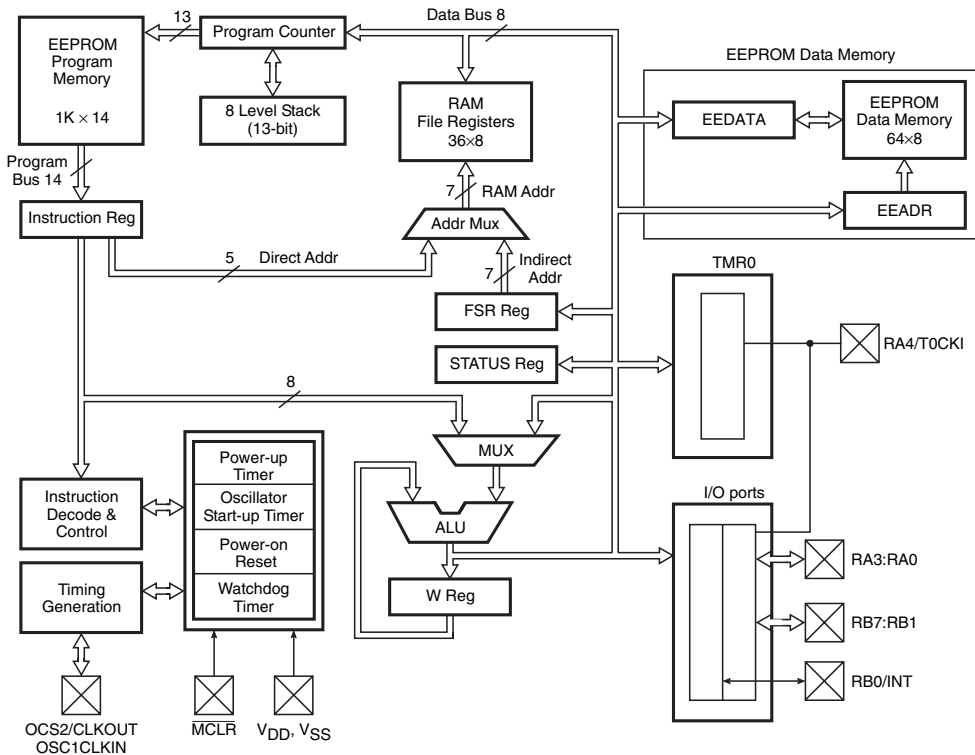 EEPROM
Program
Memory
1K × 14
13
Program Counter
8 Level Stack
(13-bit)
Data Bus 8
RAM
File Registers
36×8
EEPROM Data Memory
EEDATA
EEPROM
Data Memory
64×8
EEADR
Program
Bus 14
Instruction Reg
7
RAM Addr
Addr Mux
5
Direct Addr
7
Indirect
Addr
FSR Reg
STATUS Reg
TMR0
RA4/T0CKI
8
MUX
ALU
W Reg
Power-up
Timer
Oscillator
Start-up Timer
Power-on
Reset
Watchdog
Timer
Instruction
Decode &
Control
Timing
Generation
I/O ports
RA3:RA0
RB7:RB1
RB0/INT
OCS2/CLKOUT
OSC1CLKIN
MCLR
VDD, VSS